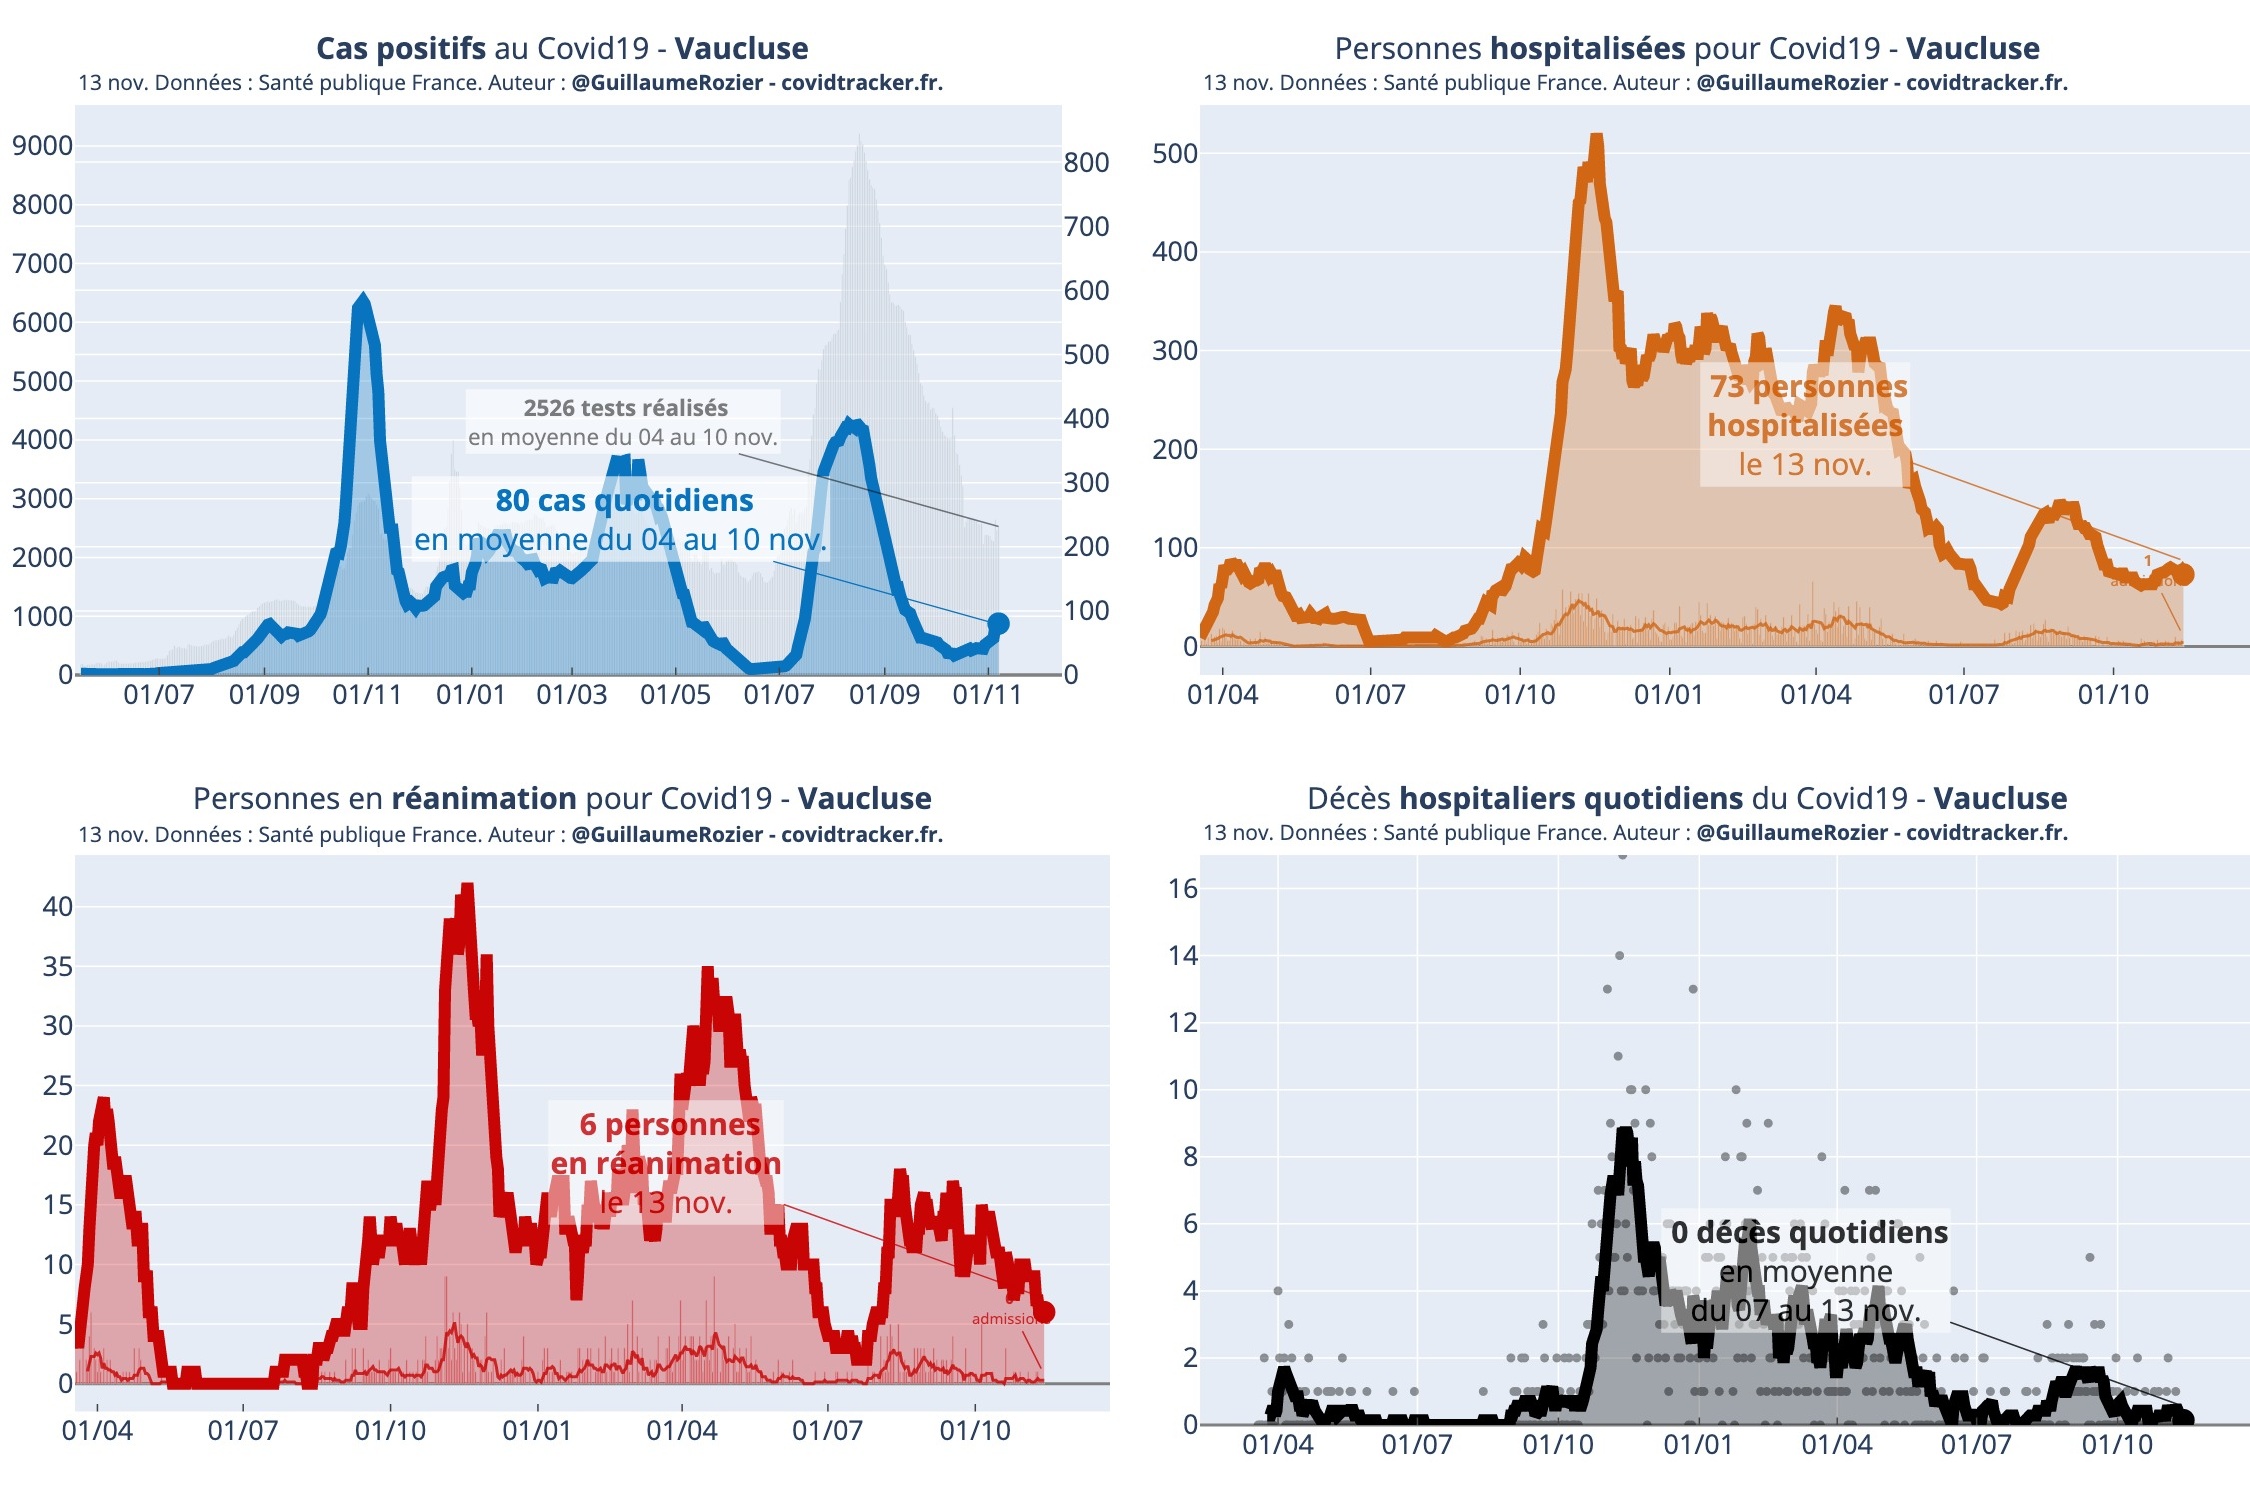 Cas positifs au Covid19 - Vaucluse
13 nov. Données : Santé publique France. Auteur : @GuillaumeRozier - covidtracker.fr.
9000
8000
7000
6000
5000
4000
3000
2000
1000
0
800
700
600
500
400
300
200
100
0
2526 tests réalisés
en moyenne du 04 au 10 nov.
80 cas quotidiens
en moyenne du 04 au 10 nov.
01/07 01/09 01/11 01/01 01/03 01/05 01/07 01/09 01/11
Personnes hospitalisées pour Covid19 - Vaucluse
13 nov. Données : Santé publique France. Auteur : @GuillaumeRozier - covidtracker.fr.
500
400
300
200
100
0
73 personnes
hospitalisées
le 13 nov.
1
01/04 01/07 01/10 01/01 01/04 01/07 01/10
Personnes en réanimation pour Covid19 - Vaucluse
13 nov. Données : Santé publique France. Auteur : @GuillaumeRozier - covidtracker.fr.
40
35
30
25
20
15
10
5
0
6 personnes
en réanimation
le 13 nov.
01/04 01/07 01/10 01/01 01/04 01/07 01/10
Décès hospitaliers quotidiens du Covid19 - Vaucluse
13 nov. Données : Santé publique France. Auteur : @GuillaumeRozier - covidtracker.fr.
16
14
12
10
8
6
4
2
0
0 décès quotidiens
en moyenne
du 07 au 13 nov.
01/04 01/07 01/10 01/01 01/04 01/07 01/10